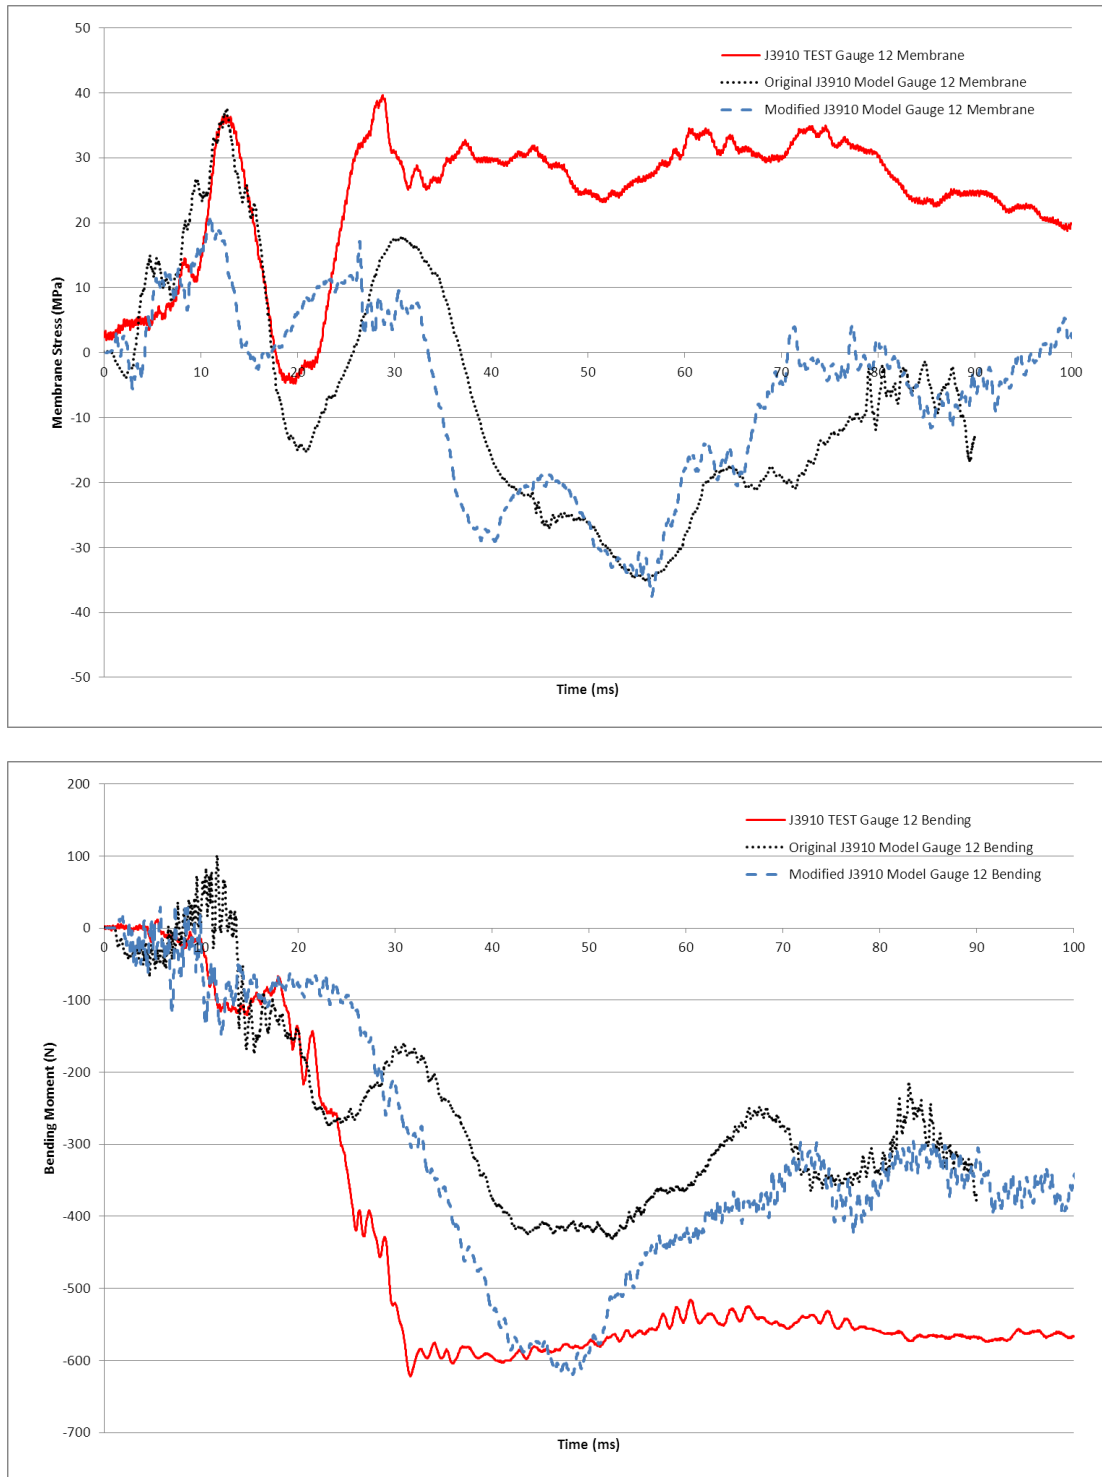 50
40
30
20
10
0
-10
-20
-30
-40
-50
0 10 20 30 40 50 60 70 80 90 100
Membrane Stress (MPa)
Time (ms)
J3910 TEST Gauge 12 Membrane
Original J3910 Model Gauge 12 Membrane
Modified J3910 Model Gauge 12 Membrane
200
100
0
-100
-200
-300
-400
-500
-600
-700
0 10 20 30 40 50 60 70 80 90 100
Bending Moment (N)
Time (ms)
J3910 TEST Gauge 12 Bending
Original J3910 Model Gauge 12 Bending
Modified J3910 Model Gauge 12 Bending